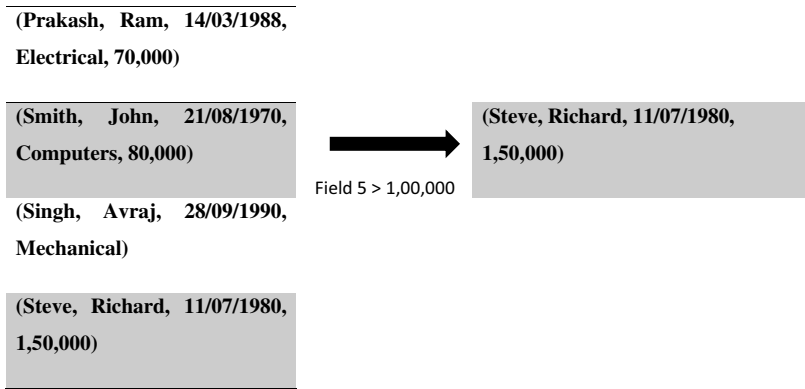 (Prakash, Ram, 14/03/1988,
Electrical, 70,000)
(Smith, John, 21/08/1970,
Computers, 80,000)
(Singh, Avraj, 28/09/1990,
Mechanical)
(Steve, Richard, 11/07/1980,
1,50,000)
Field 5 > 1,00,000
(Steve, Richard, 11/07/1980,
1,50,000)